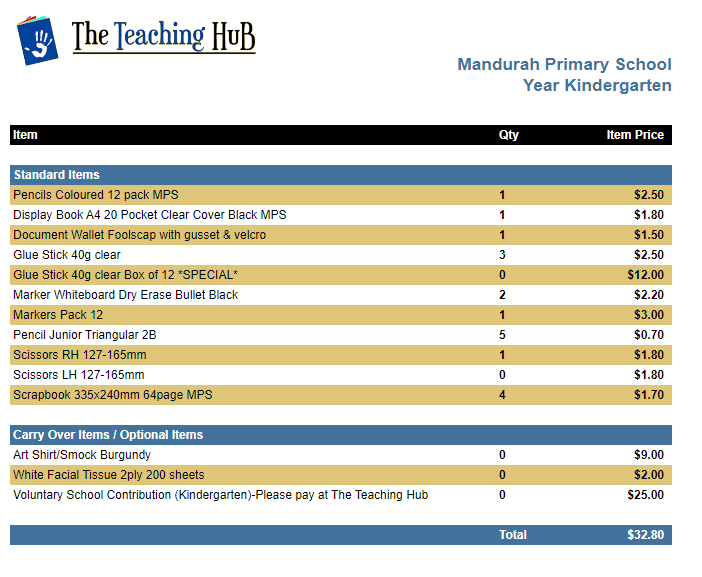 The Teaching HuB
Mandurah Primary School
Year Kindergarten
Item Qty Item Price
Standard Items
Pencils Coloured 12 pack MPS 1 $2.50
Display Book A4 20 Pocket Clear Cover Black MPS 1 $1.80
Document Wallet Foolscap with gusset & velcro 1 $1.50
Glue Stick 40g clear 3 $2.50
Glue Stick 40g clear Box of 12 *SPECIAL* 0 $12.00
Marker Whiteboard Dry Erase Bullet Black 2 $2.20
Markers Pack 12 1 $3.00
Pencil Junior Triangular 2B 5 $0.70
Scissors RH 127-165mm 1 $1.80
Scissors LH 127-165mm 0 $1.80
Scrapbook 335x240mm 64page MPS 4 $1.70
Carry Over Items / Optional Items
Art Shirt/Smock Burgundy 0 $9.00
White Facial Tissue 2ply 200 sheets 0 $2.00
Voluntary School Contribution (Kindergarten)-Please pay at The Teaching Hub 0 $25.00
Total $32.80